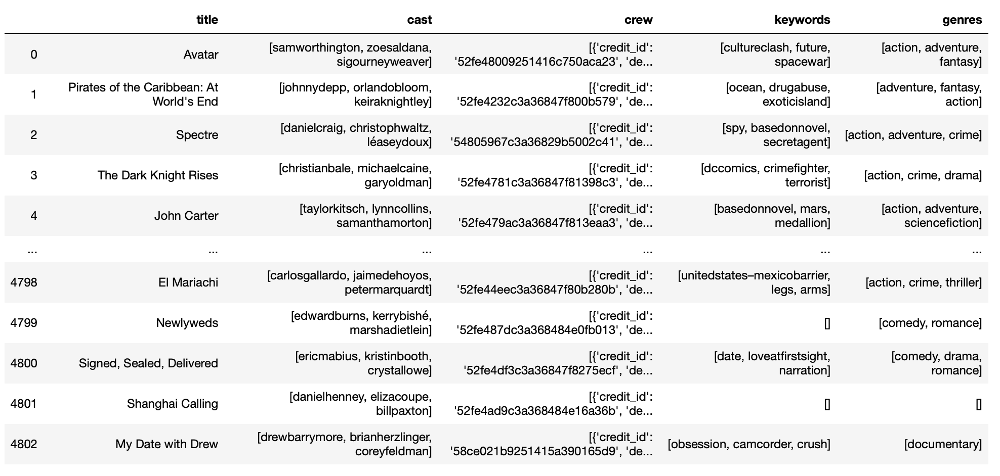 title cast crew keywords genres
0 Avatar [samworthington, zoesaldana, sigourneyweaver] [{'credit_id': '52fe48009251416c750aca23', 'de... [cultureclash, future, spacewar] [action, adventure, fantasy]
1 Pirates of the Caribbean: At World's End [johnnydepp, orlandobloom, keiraknightley] [{'credit_id': '52fe4232c3a36847f800b579', 'de... [ocean, drugabuse, exoticisland] [adventure, fantasy, action]
2 Spectre [danielcraig, christophwaltz, léaseydoux] [{'credit_id': '54805967c3a36829b5002c41', 'de... [spy, basedonnovel, secretagent] [action, adventure, crime]
3 The Dark Knight Rises [christianbale, michaelcaine, garyoldman] [{'credit_id': '52fe4781c3a36847f81398c3', 'de... [dccomics, crimefighter, terrorist] [action, crime, drama]
4 John Carter [taylorkitsch, lynncollins, samanthamorton] [{'credit_id': '52fe479ac3a36847f813eaa3', 'de... [basedonnovel, mars, medallion] [action, adventure, sciencefiction]
... ... ... ... ... ...
4798 El Mariachi [carlosgallardo, jaimedehoyos, petermarquardt] [{'credit_id': '52fe44eec3a36847f80b280b', 'de... [unitedstates–mexicobarrier, legs, arms] [action, crime, thriller]
4799 Newlyweds [edwardburns, kerrybishé, marshadietlein] [{'credit_id': '52fe487dc3a368484e0fb013', 'de... [] [comedy, romance]
4800 Signed, Sealed, Delivered [ericmabius, kristinbooth, crystallowe] [{'credit_id': '52fe4df3c3a36847f8275ecf', 'de... [date, loveatfirstsight, narration] [comedy, drama, romance]
4801 Shanghai Calling [danielhenney, elizacoupe, billpaxton] [{'credit_id': '52fe4ad9c3a368484e16a36b', 'de... [] []
4802 My Date with Drew [drewbarrymore, brianherzlinger, coreyfeldman] [{'credit_id': '58ce021b9251415a390165d9', 'de... [obsession, camcorder, crush] [documentary]